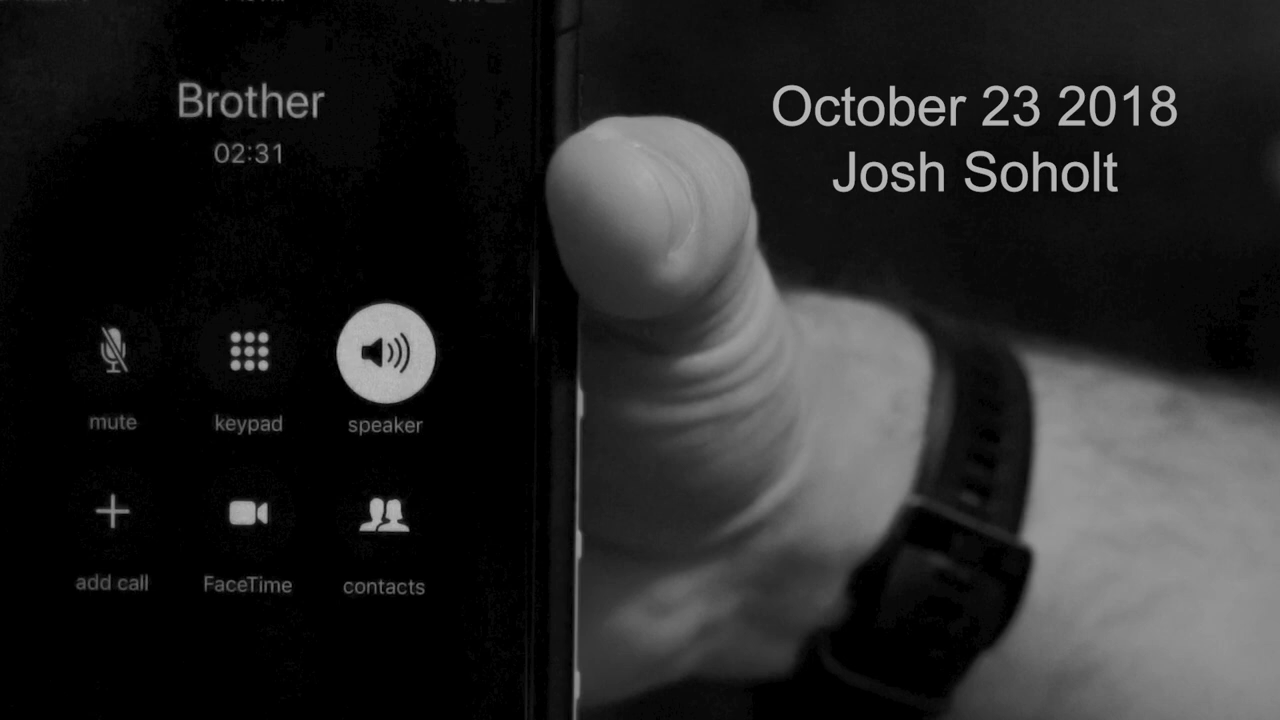 Brother
02:31
October 23 2018
Josh Soholt
mute
keypad
speaker
add call
FaceTime
contacts